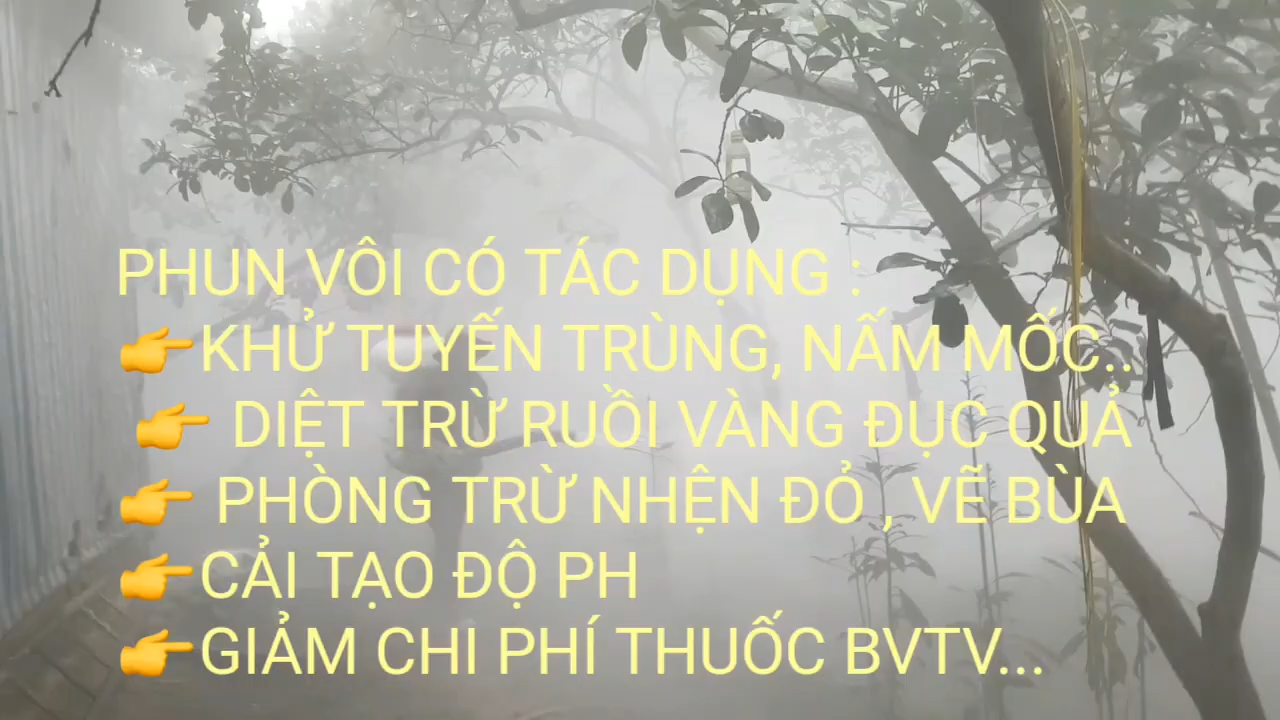 PHUN VÔI CÓ TÁC DỤNG :
👉KHỬ TUYẾN TRÙNG, NẤM MỐC..
👉 DIỆT TRỪ RUỒI VÀNG ĐỤC QUẢ
👉 PHÒNG TRỪ NHỆN ĐỎ , VẼ BÙA
👉CẢI TẠO ĐỘ PH
👉GIẢM CHI PHÍ THUỐC BVTV...